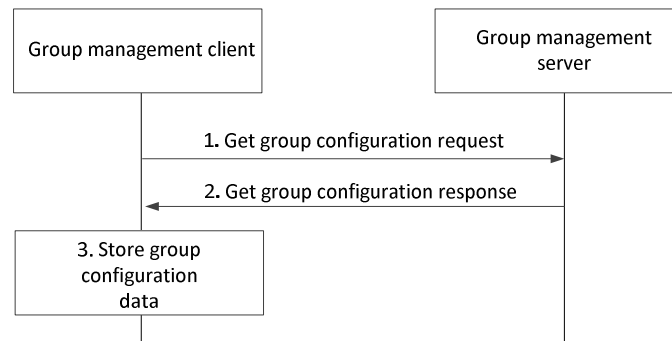 Group management client
Group management
server
1. Get group configuration request
2. Get group configuration response
3. Store group
configuration
data